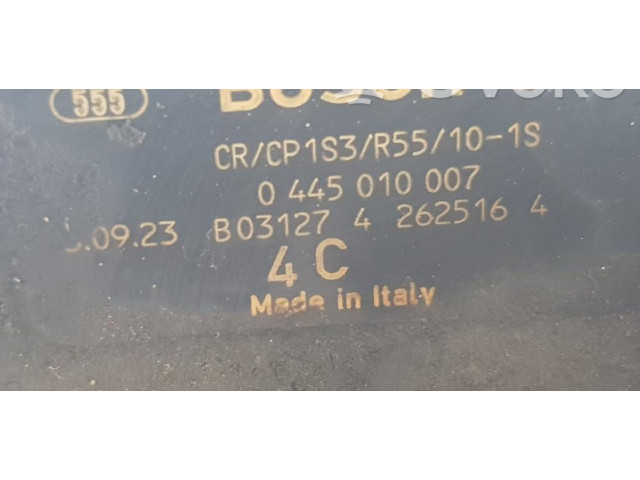 555 BOSCH
CR/CP1S3/R55/10-1S
0 445 010 007
.09.23 B03127 4 262516 4
4 C
Made in Italy